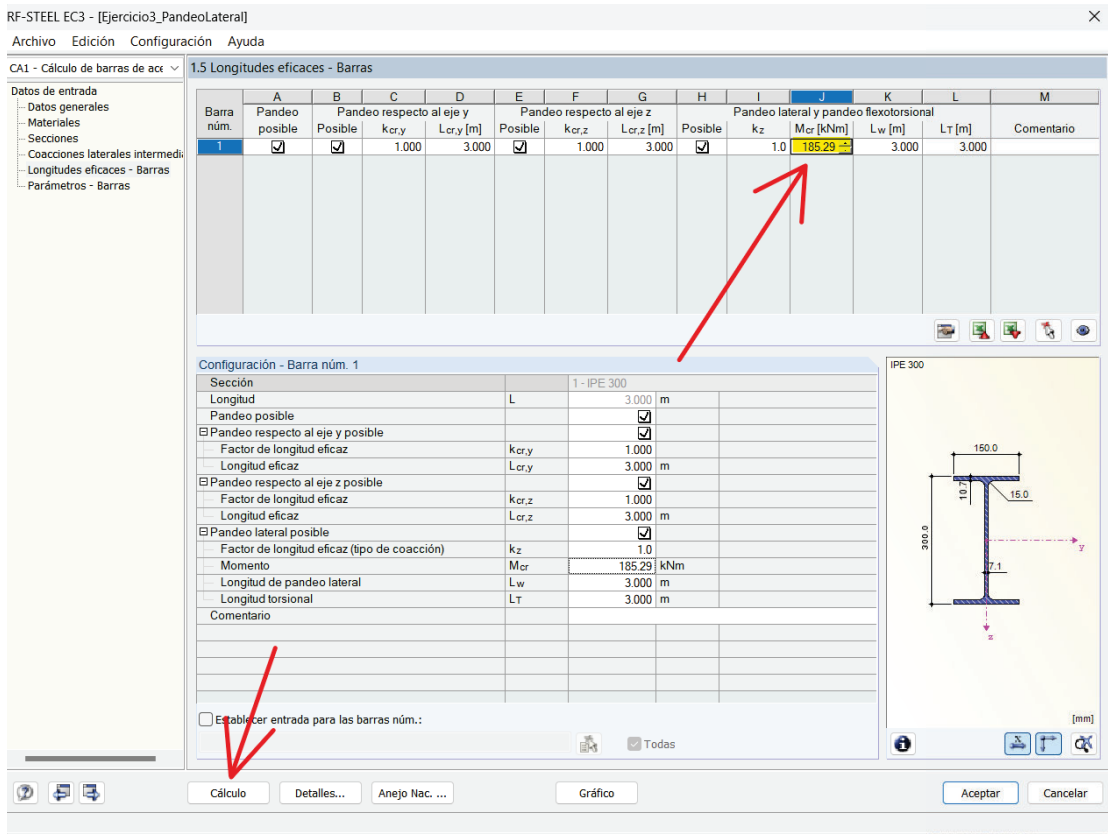 RF-STEEL EC3 - [Ejercicio3_PandeoLateral]
Archivo Edición Configuración Ayuda
CA1 - Cálculo de barras de ace
1.5 Longitudes eficaces - Barras
Datos de entrada
Datos generales
Materiales
Secciones
Coacciones laterales intermedi
Longitudes eficaces - Barras
Parámetros - Barras
A B C D E F G H I J K L M
Barra núm. Pandeo posible Pandeo respecto al eje y Pandeo respecto al eje z Pandeo lateral y pandeo flexotorsional
Posible kcr,y Lcr,y [m] Posible kcr,z Lcr,z [m] Posible kz Mcr [kNm] Lw [m] LT [m] Comentario
1 1.000 3.000 1.000 3.000 1.0 185.29 3.000 3.000
Configuración - Barra núm. 1
Sección 1 - IPE 300
Longitud L 3.000 m
Pandeo posible
Pandeo respecto al eje y posible
Factor de longitud eficaz kcr,y 1.000
Longitud eficaz Lcr,y 3.000 m
Pandeo respecto al eje z posible
Factor de longitud eficaz kcr,z 1.000
Longitud eficaz Lcr,z 3.000 m
Pandeo lateral posible
Factor de longitud eficaz (tipo de coacción) kz 1.0
Momento Mcr 185.29 kNm
Longitud de pandeo lateral Lw 3.000 m
Longitud torsional LT 3.000 m
Comentario
Establecer entrada para las barras núm.:
Todas
IPE 300
150.0
10.7
15.0
300.0
7.1
y
z
[mm]
Cálculo Detalles... Anejo Nac. ... Gráfico Aceptar Cancelar